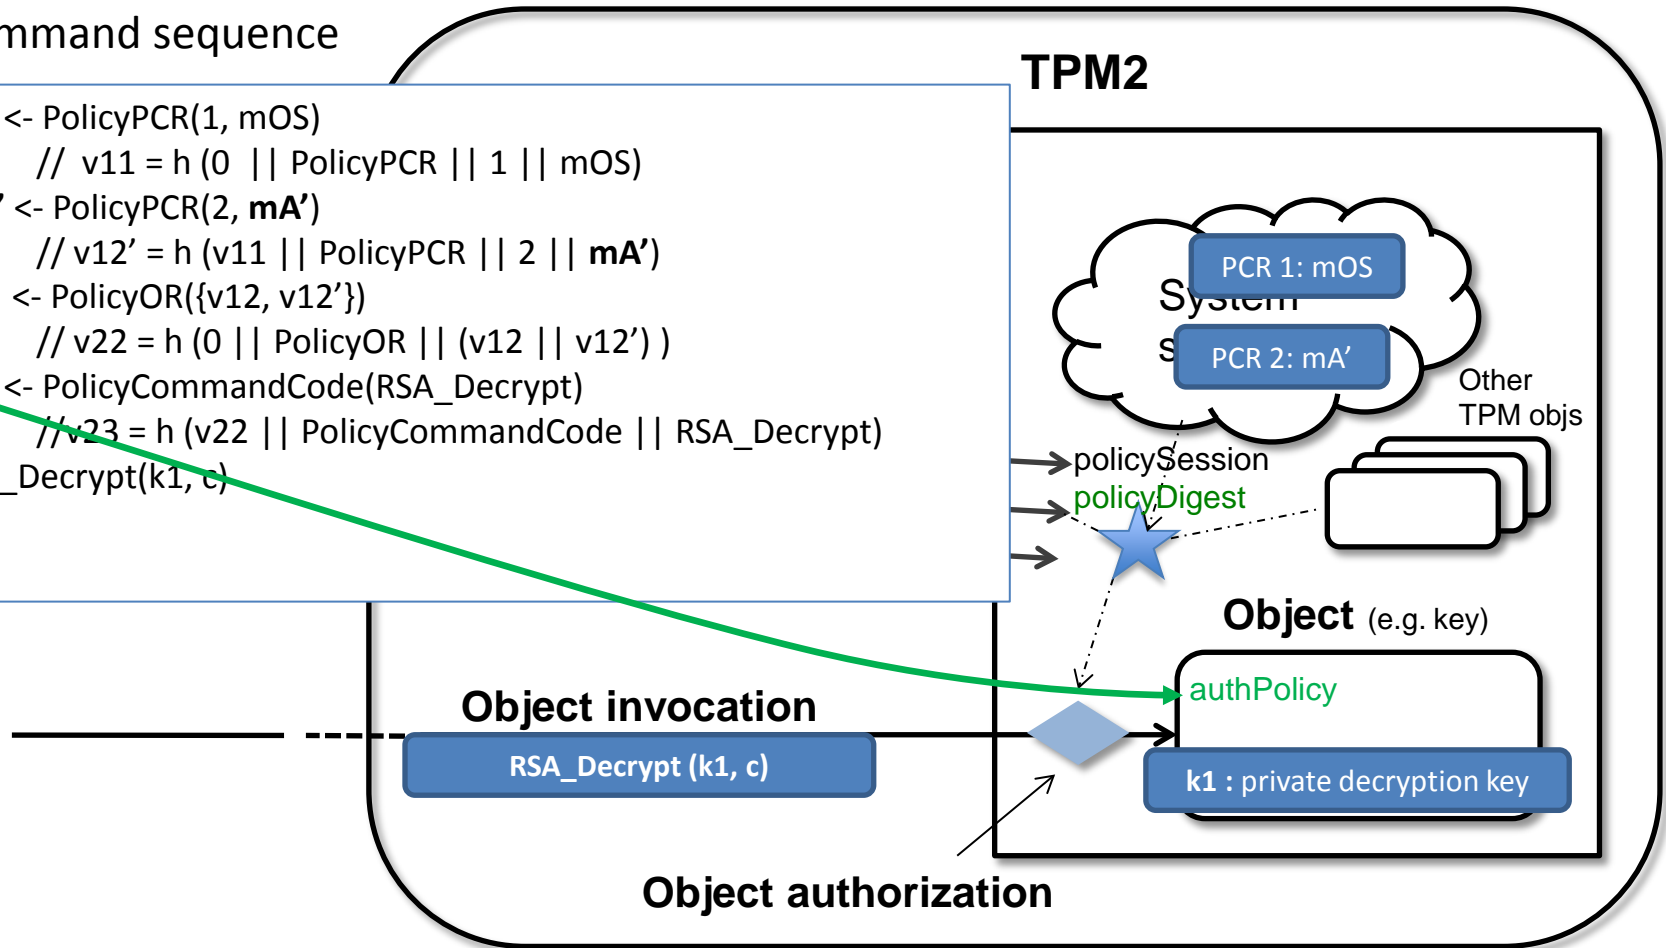 mmand sequence
TPM2
<- PolicyPCR(1, mOS)
// v11 = h (0 || PolicyPCR || 1 || mOS)
’ <- PolicyPCR(2, mA’)
// v12’ = h (v11 || PolicyPCR || 2 || mA’)
<- PolicyOR({v12, v12’})
// v22 = h (0 || PolicyOR || (v12 || v12’) )
<- PolicyCommandCode(RSA_Decrypt)
//v23 = h (v22 || PolicyCommandCode || RSA_Decrypt)
_Decrypt(k1, c)
PCR 1: mOS
System
s
PCR 2: mA’
Other
TPM objs
policySession
policyDigest
Object (e.g. key)
authPolicy
Object invocation
RSA_Decrypt (k1, c)
k1 : private decryption key
Object authorization